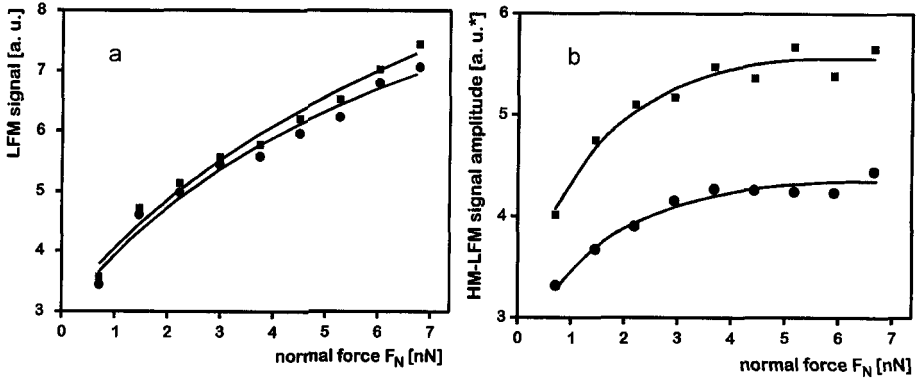 8
7
6
5
4
3
LFM signal [a. u.]
a
0 1 2 3 4 5 6 7
normal force F_N [nN]
6
5
4
3
HM-LFM signal amplitude [a. u.*]
b
0 1 2 3 4 5 6 7
normal force F_N [nN]